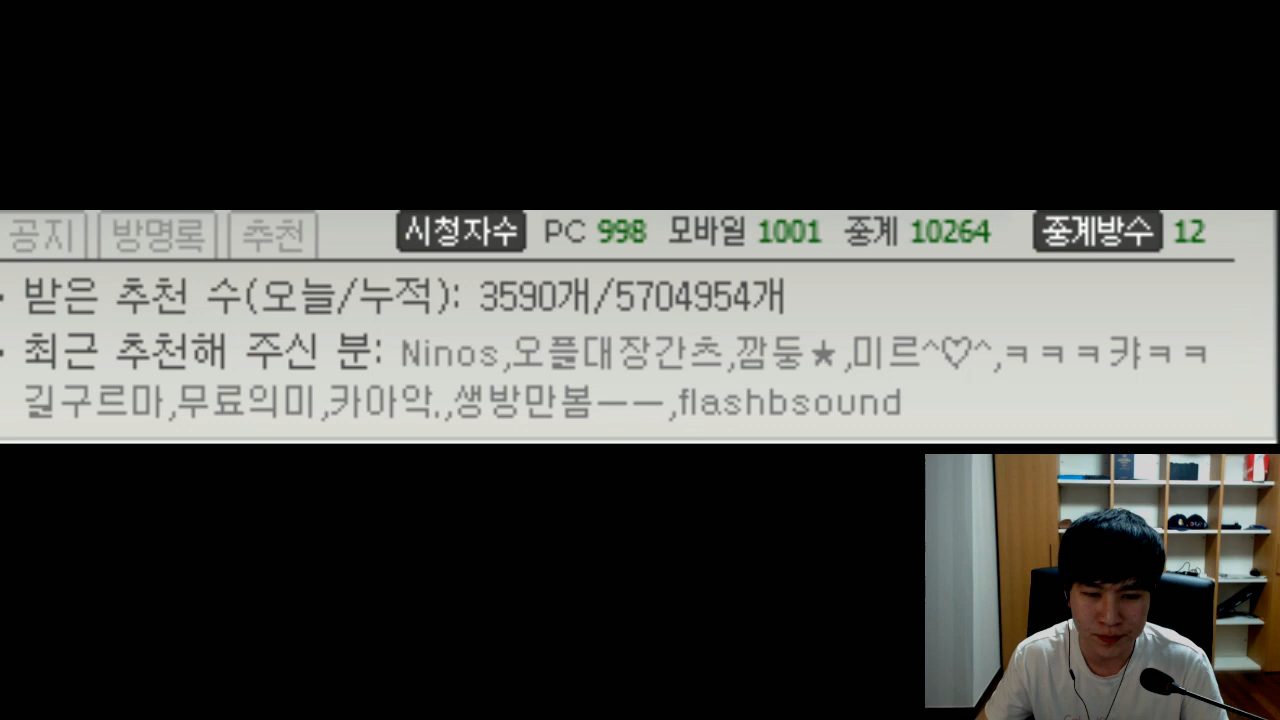 공지 방명록 추천 시청자수 PC 998 모바일 1001 중계 10264 중계방수 12
받은 추천 수(오늘/누적): 3590개/5704954개
최근 추천해 주신 분: Ninos,오플대장간츠,깜둥★,미르^♡^,ㅋㅋㅋ캬ㅋㅋ
길구르마,무료의미,카아악.,생방만봄ㅡㅡ,flashbsound